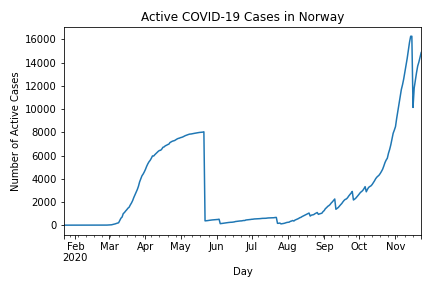 Active COVID-19 Cases in Norway
Number of Active Cases
16000
14000
12000
10000
8000
6000
4000
2000
0
Feb Mar Apr May Jun Jul Aug Sep Oct Nov
2020
Day